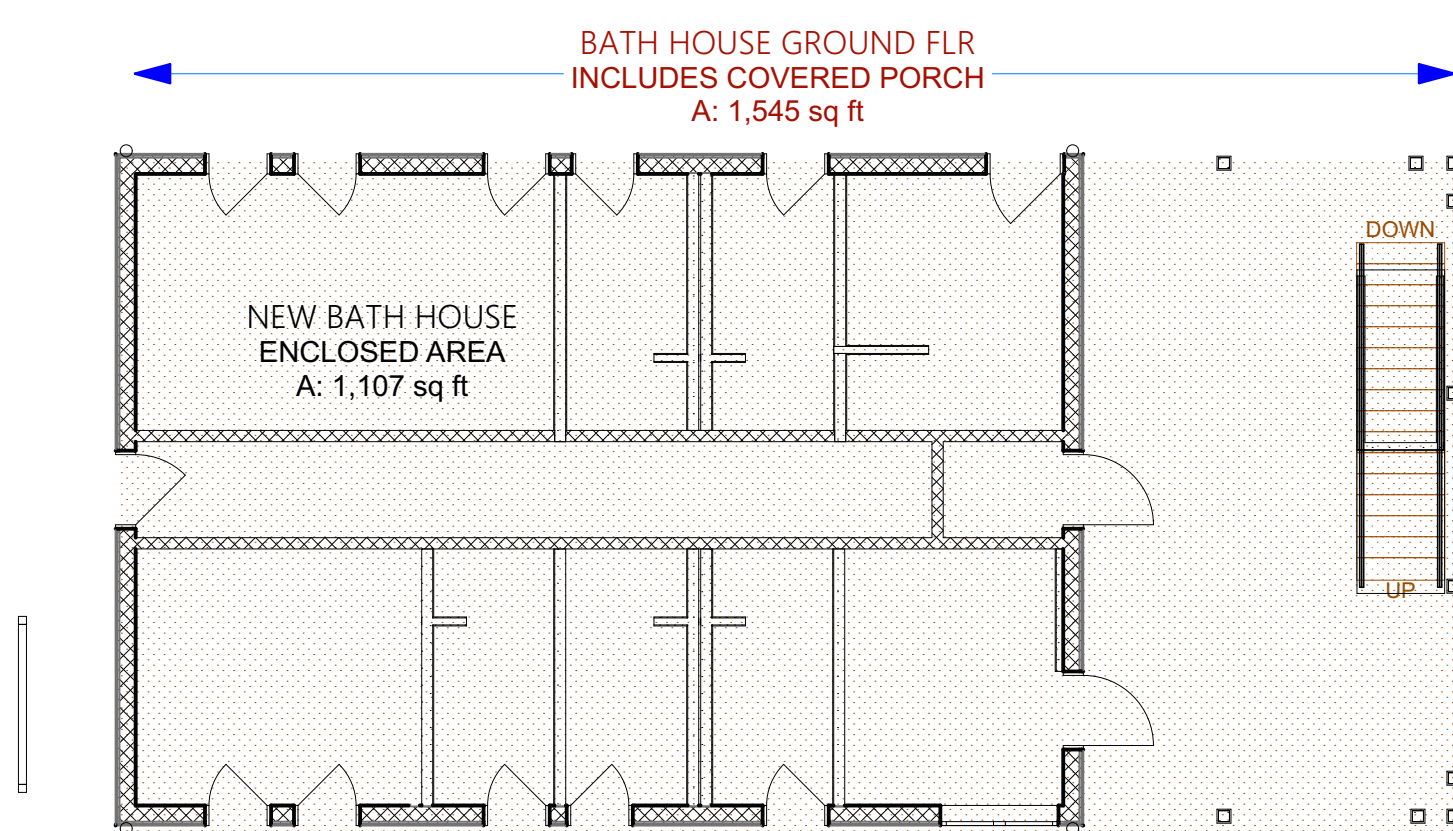 BATH HOUSE GROUND FLR
INCLUDES COVERED PORCH
A: 1,545 sq ft
DOWN
NEW BATH HOUSE
ENCLOSED AREA
A: 1,107 sq ft
UP